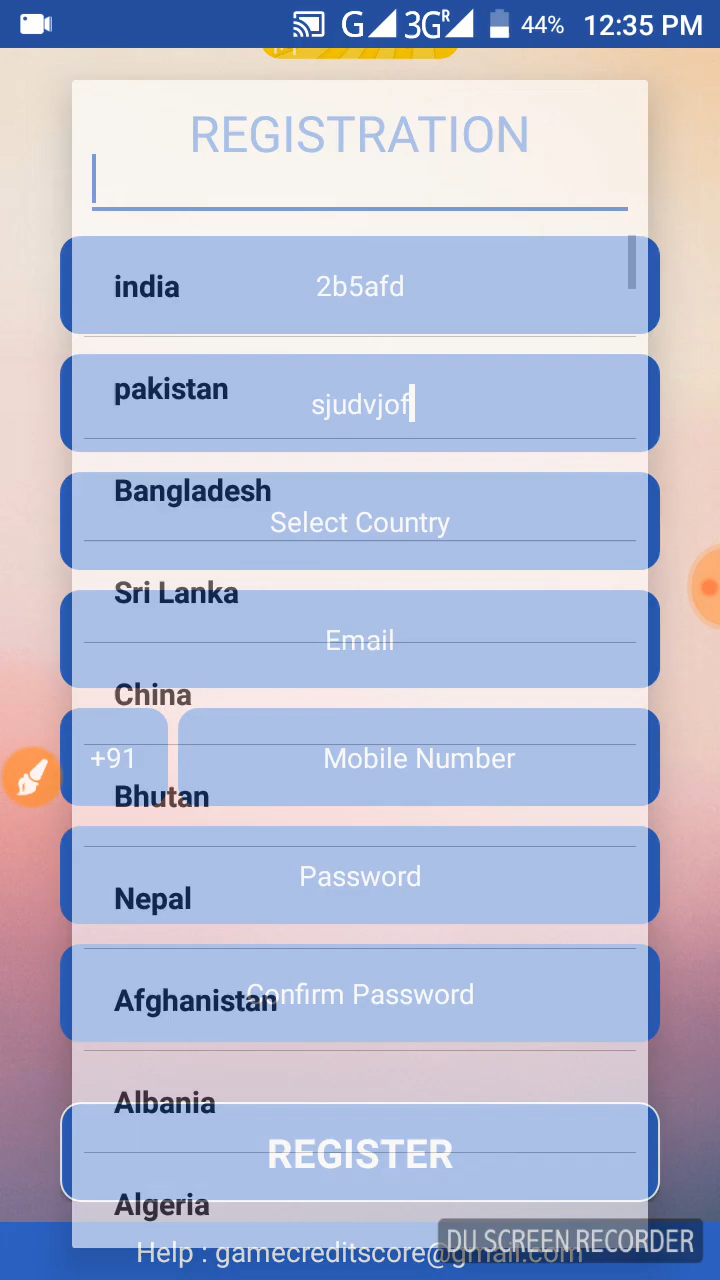 G 3G R 44% 12:35 PM
REGISTRATION
india
2b5afd
pakistan
sjudvjof
Bangladesh
Select Country
Sri Lanka
Email
China
+91 Mobile Number
Bhutan
Password
Nepal
Confirm Password
Afghanistan
Albania
REGISTER
Algeria
DU SCREEN RECORDER
Help : gamecreditscore@gmail.com